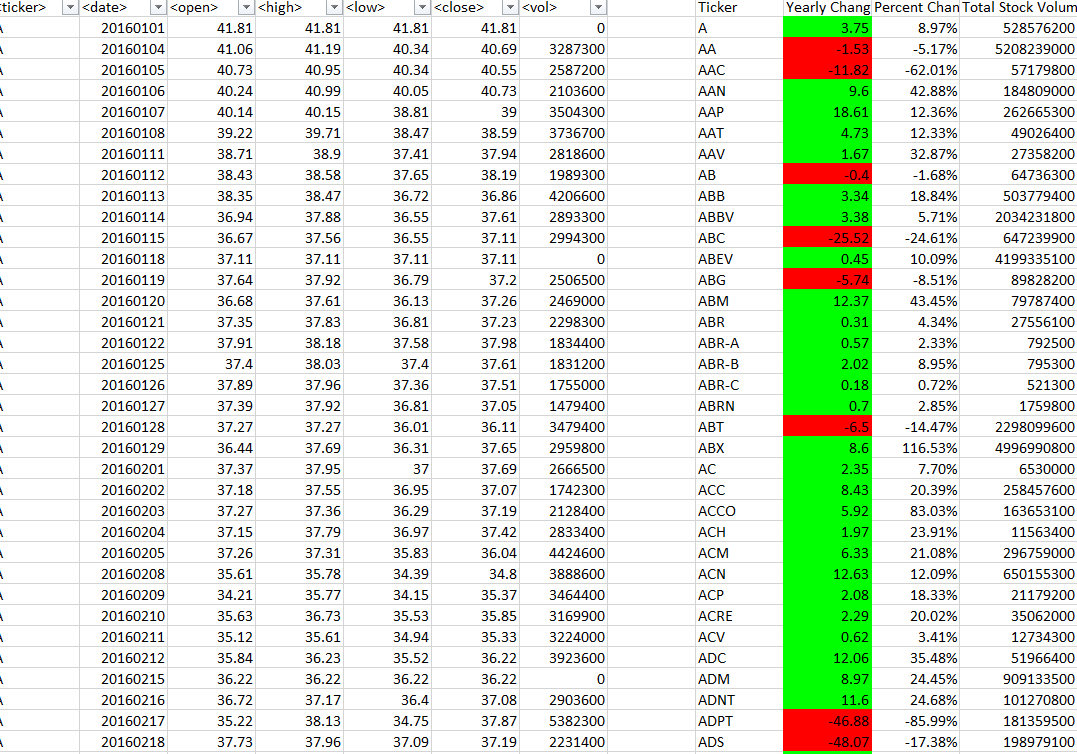 <ticker> <date> <open> <high> <low> <close> <vol> Ticker Yearly Chang Percent Chan Total Stock Volum
A 20160101 41.81 41.81 41.81 41.81 0 A 3.75 8.97% 528576200
A 20160104 41.06 41.19 40.34 40.69 3287300 AA -1.53 -5.17% 5208239000
A 20160105 40.73 40.95 40.34 40.55 2587200 AAC -11.82 -62.01% 57179800
A 20160106 40.24 40.99 40.05 40.73 2103600 AAN 9.6 42.88% 184809000
A 20160107 40.14 40.15 38.81 39 3504300 AAP 18.61 12.36% 262665300
A 20160108 39.22 39.71 38.47 38.59 3736700 AAT 4.73 12.33% 49026400
A 20160111 38.71 38.9 37.41 37.94 2818600 AAV 1.67 32.87% 27358200
A 20160112 38.43 38.58 37.65 38.19 1989300 AB -0.4 -1.68% 64736300
A 20160113 38.35 38.47 36.72 36.86 4206600 ABB 3.34 18.84% 503779400
A 20160114 36.94 37.88 36.55 37.61 2893300 ABBV 3.38 5.71% 2034231800
A 20160115 36.67 37.56 36.55 37.11 2994300 ABC -25.52 -24.61% 647239900
A 20160118 37.11 37.11 37.11 37.11 0 ABEV 0.45 10.09% 4199335100
A 20160119 37.64 37.92 36.79 37.2 2506500 ABG -5.74 -8.51% 89828200
A 20160120 36.68 37.61 36.13 37.26 2469000 ABM 12.37 43.45% 79787400
A 20160121 37.35 37.83 36.81 37.23 2298300 ABR 0.31 4.34% 27556100
A 20160122 37.91 38.18 37.58 37.98 1834400 ABR-A 0.57 2.33% 792500
A 20160125 37.4 38.03 37.4 37.61 1831200 ABR-B 2.02 8.95% 795300
A 20160126 37.89 37.96 37.36 37.51 1755000 ABR-C 0.18 0.72% 521300
A 20160127 37.39 37.92 36.81 37.05 1479400 ABRN 0.7 2.85% 1759800
A 20160128 37.27 37.27 36.01 36.11 3479400 ABT -6.5 -14.47% 2298099600
A 20160129 36.44 37.69 36.31 37.65 2959800 ABX 8.6 116.53% 4996990800
A 20160201 37.37 37.95 37 37.69 2666500 AC 2.35 7.70% 6530000
A 20160202 37.18 37.55 36.95 37.07 1742300 ACC 8.43 20.39% 258457600
A 20160203 37.27 37.36 36.29 37.19 2128400 ACCO 5.92 83.03% 163653100
A 20160204 37.15 37.79 36.97 37.42 2833400 ACH 1.97 23.91% 11563400
A 20160205 37.26 37.31 35.83 36.04 4424600 ACM 6.33 21.08% 296759000
A 20160208 35.61 35.78 34.39 34.8 3888600 ACN 12.63 12.09% 650155300
A 20160209 34.21 35.77 34.15 35.37 3464400 ACP 2.08 18.33% 21179200
A 20160210 35.63 36.73 35.53 35.85 3169900 ACRE 2.29 20.02% 35062000
A 20160211 35.12 35.61 34.94 35.33 3224000 ACV 0.62 3.41% 12734300
A 20160212 35.84 36.23 35.52 36.22 3923600 ADC 12.06 35.48% 51966400
A 20160215 36.22 36.22 36.22 36.22 0 ADM 8.97 24.45% 909133500
A 20160216 36.72 37.17 36.4 37.08 2903600 ADNT 11.6 24.68% 101270800
A 20160217 35.22 38.13 34.75 37.87 5382300 ADPT -46.88 -85.99% 181359500
A 20160218 37.73 37.96 37.09 37.19 2231400 ADS -48.07 -17.38% 198979100